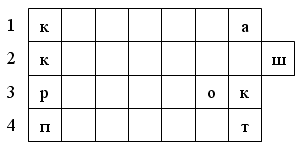 1 к а
2 к ш
3 р о к
4 п т